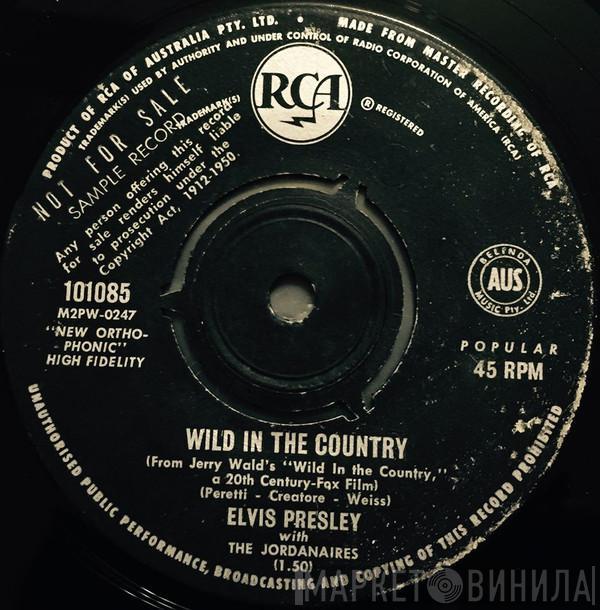 PRODUCT OF RCA OF AUSTRALIA PTY. LTD. • MADE FROM MASTER RECORDING OF RCA
TRADEMARK(S) USED BY AUTHORITY AND UNDER CONTROL OF RADIO CORPORATION OF AMERICA (RCA)
TRADEMARK(S)
RCA
® REGISTERED
NOT FOR SALE
SAMPLE RECORD
Any person offering this record
for sale renders himself liable
to prosecution under the
Copyright Act, 1912-1950.
101085
M2PW-0247
"NEW ORTHO-
PHONIC"
HIGH FIDELITY
BELINDA
AUS
MUSIC PTY. Ltd
POPULAR
45 RPM
WILD IN THE COUNTRY
(From Jerry Wald's "Wild In the Country,"
a 20th Century-Fox Film)
(Peretti - Creatore - Weiss)
ELVIS PRESLEY
with
THE JORDANAIRES
(1.50)
UNAUTHORISED PUBLIC PERFORMANCE, BROADCASTING AND COPYING OF THIS RECORD PROHIBITED
МАРКЕТ ВИНИЛА